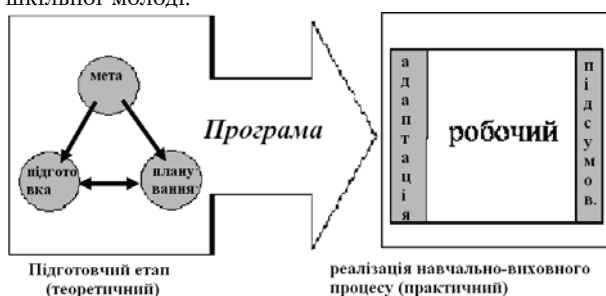 шкільної молоді.
мета
підгото
вка
плану
вання
Програма
адаптація
робочий
підсумов.
Підготовчий етап
(теоретичний)
реалізація навчально-виховного
процесу (практичний)